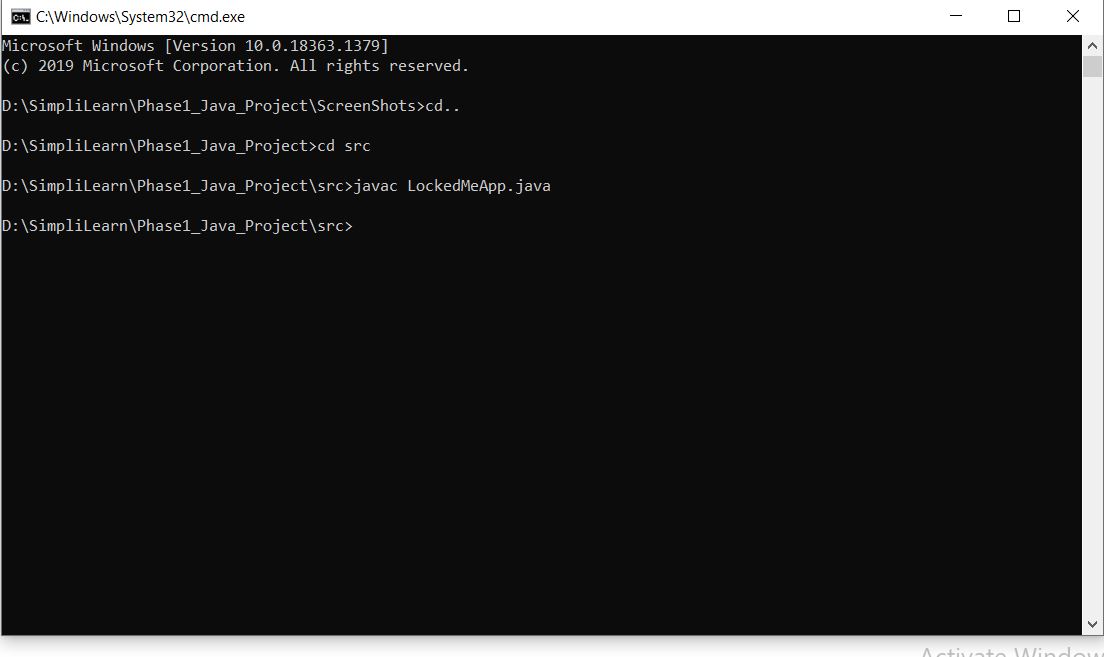 C:\Windows\System32\cmd.exe
Microsoft Windows [Version 10.0.18363.1379]
(c) 2019 Microsoft Corporation. All rights reserved.
D:\SimpliLearn\Phase1_Java_Project\ScreenShots>cd..
D:\SimpliLearn\Phase1_Java_Project>cd src
D:\SimpliLearn\Phase1_Java_Project\src>javac LockedMeApp.java
D:\SimpliLearn\Phase1_Java_Project\src>
Activate Window